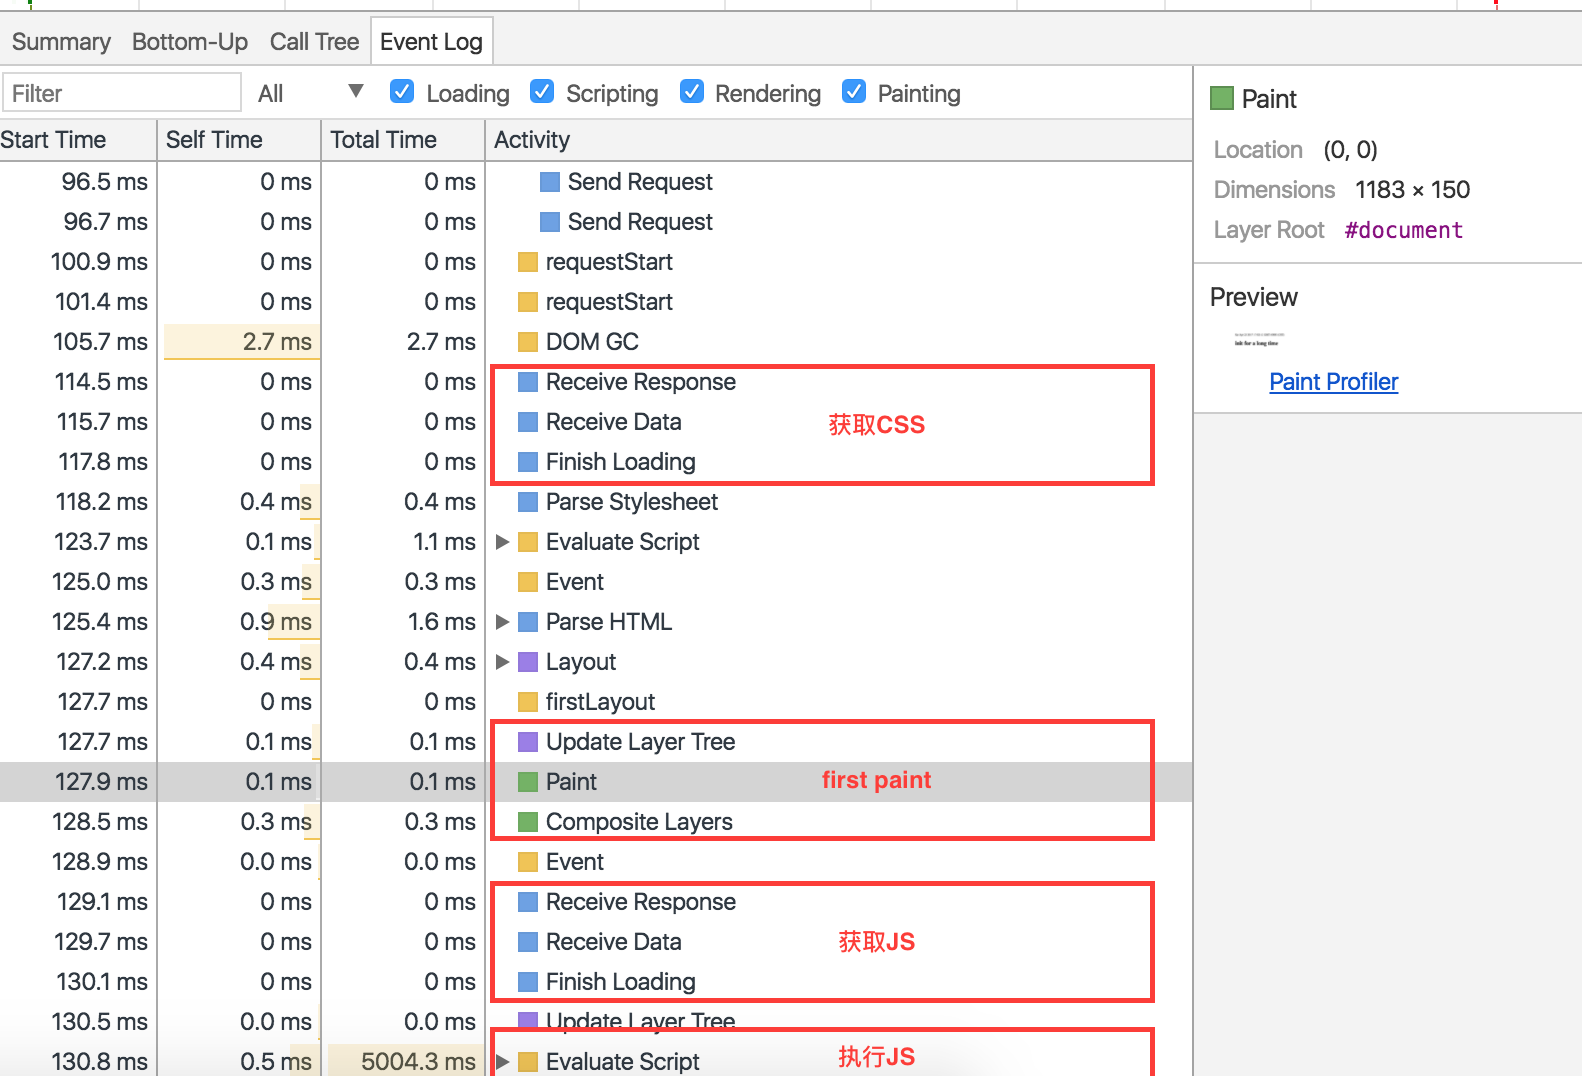 Summary Bottom-Up Call Tree Event Log
Filter All Loading Scripting Rendering Painting
Start Time Self Time Total Time Activity
96.5 ms 0 ms 0 ms Send Request
96.7 ms 0 ms 0 ms Send Request
100.9 ms 0 ms 0 ms requestStart
101.4 ms 0 ms 0 ms requestStart
105.7 ms 2.7 ms 2.7 ms DOM GC
114.5 ms 0 ms 0 ms Receive Response
115.7 ms 0 ms 0 ms Receive Data 获取CSS
117.8 ms 0 ms 0 ms Finish Loading
118.2 ms 0.4 ms 0.4 ms Parse Stylesheet
123.7 ms 0.1 ms 1.1 ms Evaluate Script
125.0 ms 0.3 ms 0.3 ms Event
125.4 ms 0.9 ms 1.6 ms Parse HTML
127.2 ms 0.4 ms 0.4 ms Layout
127.7 ms 0 ms 0 ms firstLayout
127.7 ms 0.1 ms 0.1 ms Update Layer Tree
127.9 ms 0.1 ms 0.1 ms Paint first paint
128.5 ms 0.3 ms 0.3 ms Composite Layers
128.9 ms 0.0 ms 0.0 ms Event
129.1 ms 0 ms 0 ms Receive Response
129.7 ms 0 ms 0 ms Receive Data 获取JS
130.1 ms 0 ms 0 ms Finish Loading
130.5 ms 0.0 ms 0.0 ms Update Layer Tree
130.8 ms 0.5 ms 5004.3 ms Evaluate Script 执行JS
Paint
Location (0, 0)
Dimensions 1183 × 150
Layer Root #document
Preview
Paint Profiler